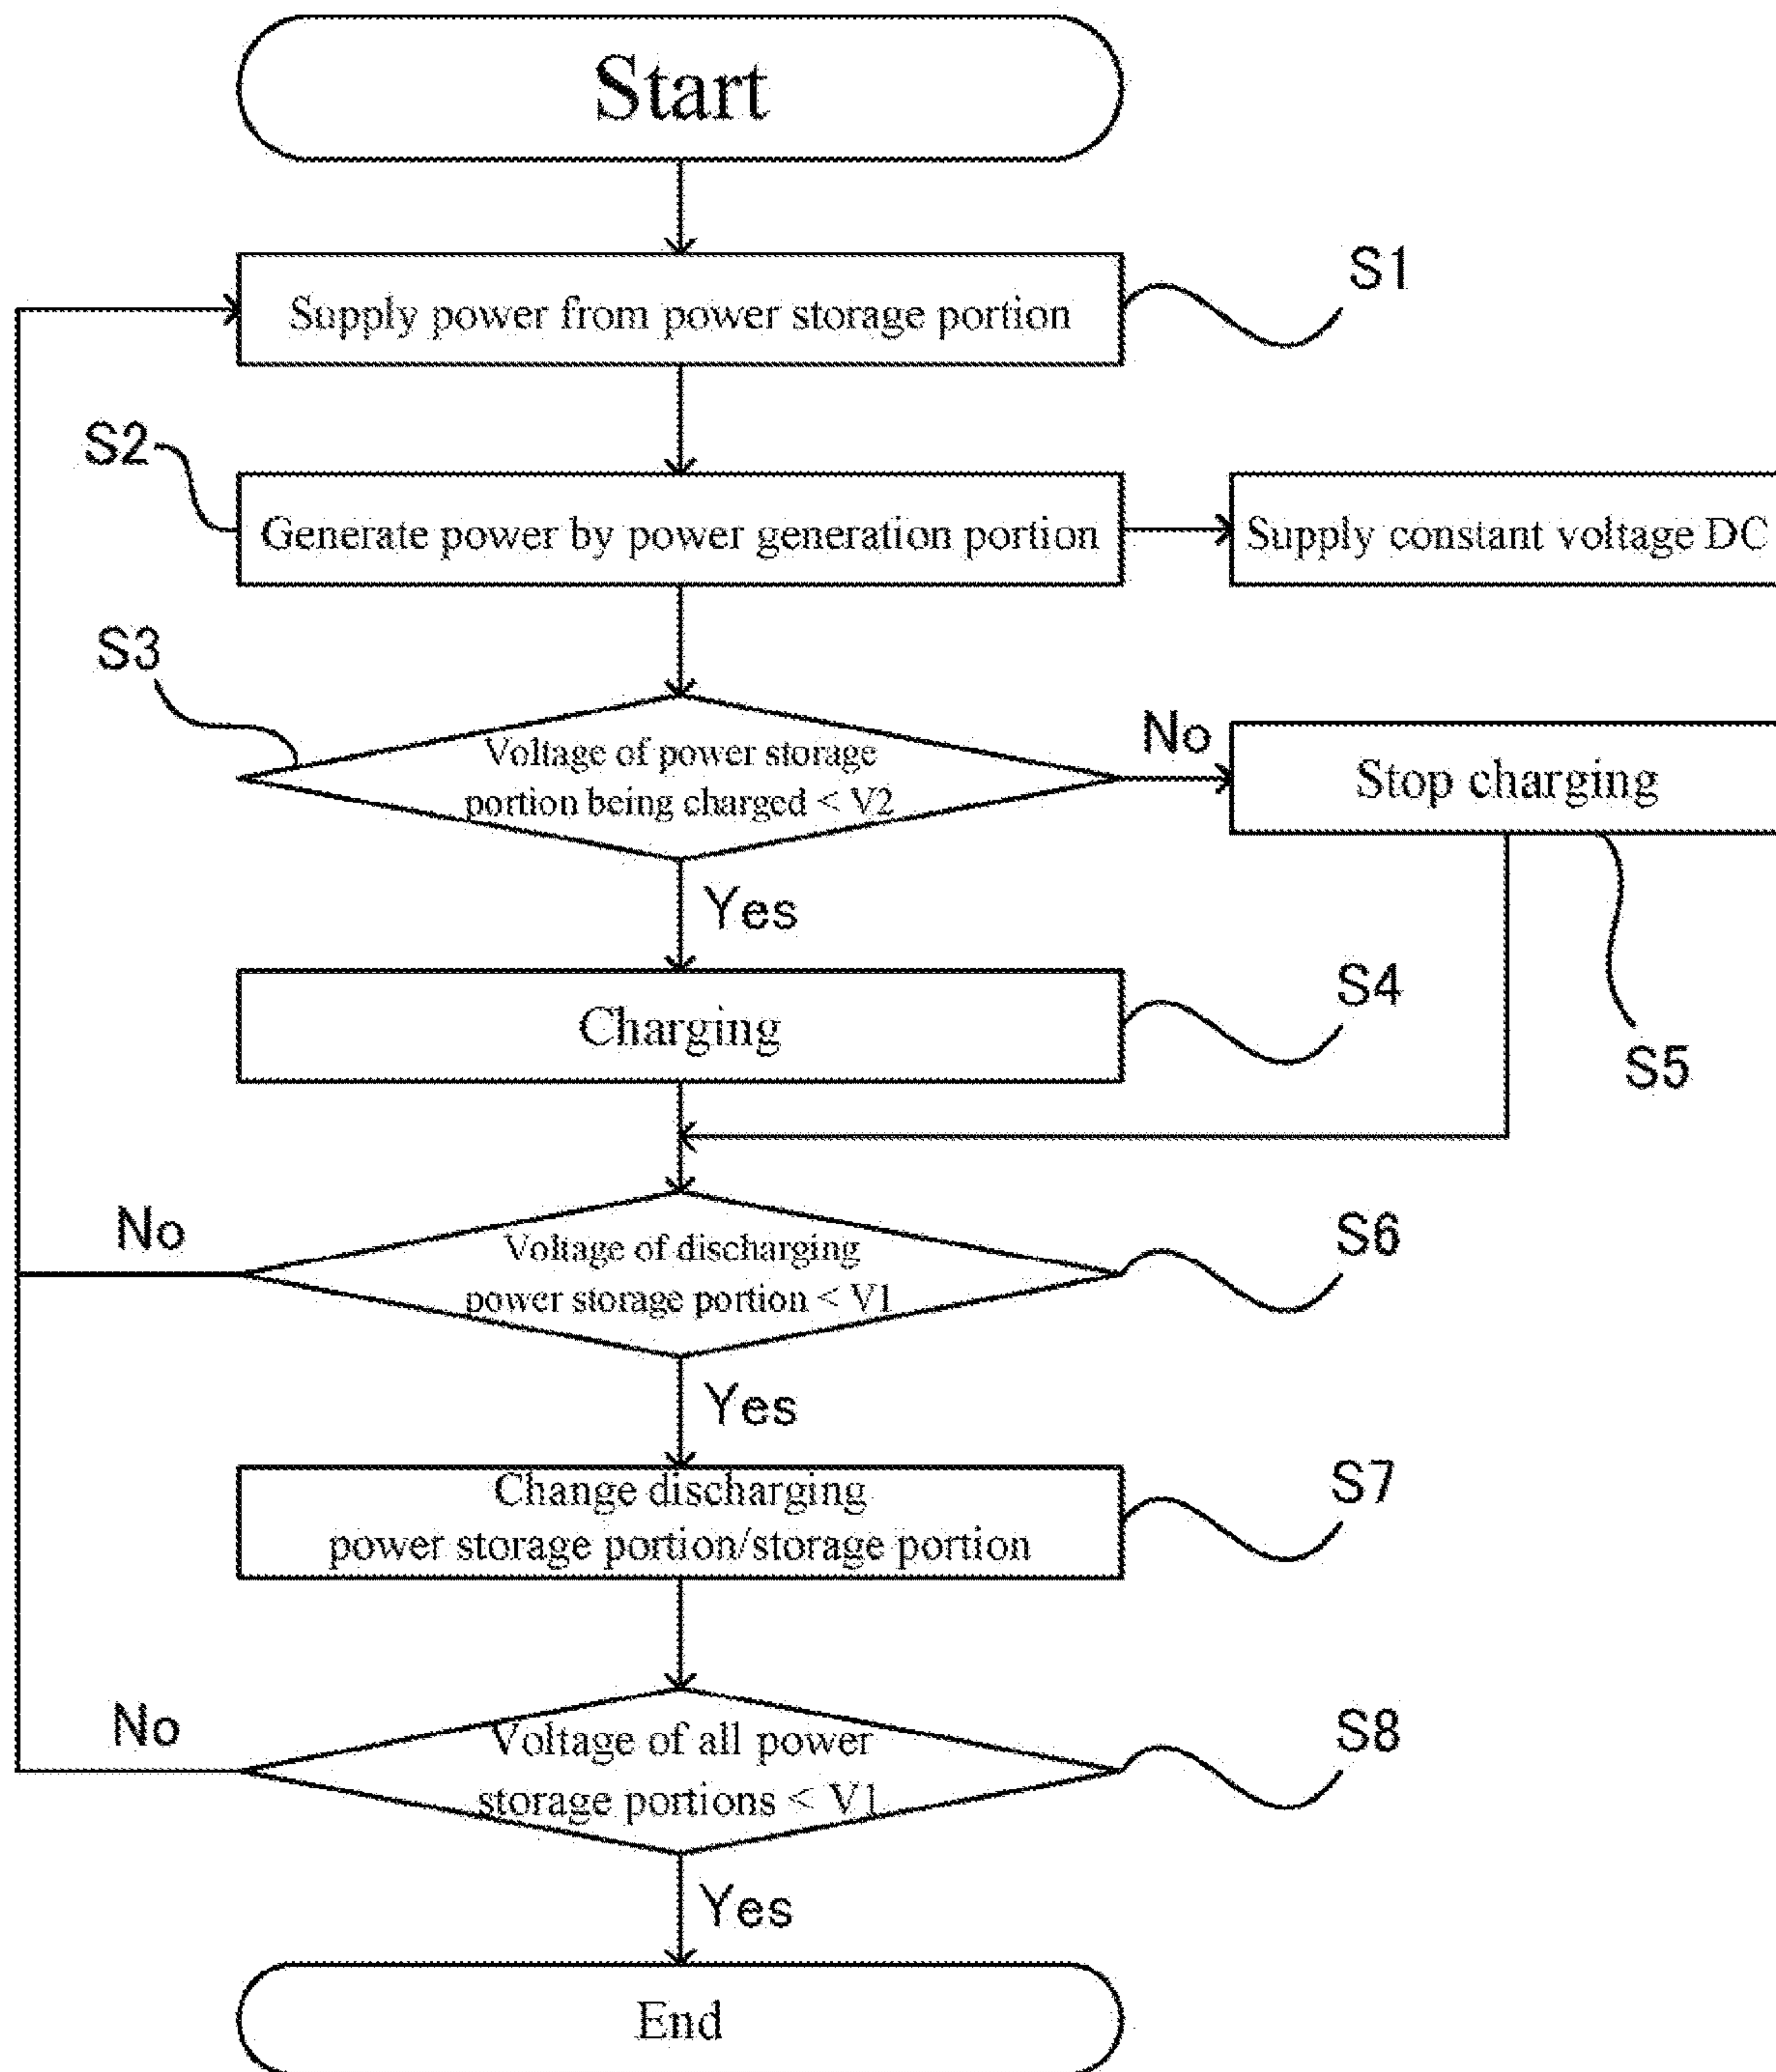 Start
Supply power from power storage portion
S1
S2
Generate power by power generation portion
Supply constant voltage DC
S3
Voltage of power storage
portion being charged < V2
No
Stop charging
Yes
S4
Charging
S5
No
Voltage of discharging
power storage portion < V1
S6
Yes
Change discharging
power storage portion/storage portion
S7
No
Voltage of all power
storage portions < V1
S8
Yes
End